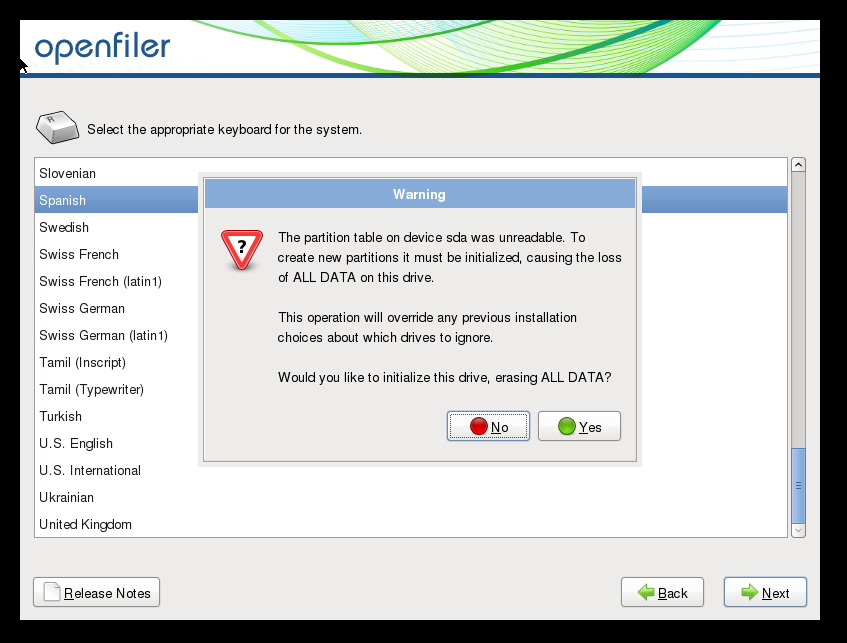 openfiler
Select the appropriate keyboard for the system.
Slovenian
Spanish
Swedish
Swiss French
Swiss French (latin1)
Swiss German
Swiss German (latin1)
Tamil (Inscript)
Tamil (Typewriter)
Turkish
U.S. English
U.S. International
Ukrainian
United Kingdom
Warning
The partition table on device sda was unreadable. To
create new partitions it must be initialized, causing the loss
of ALL DATA on this drive.
This operation will override any previous installation
choices about which drives to ignore.
Would you like to initialize this drive, erasing ALL DATA?
No
Yes
Release Notes
Back
Next